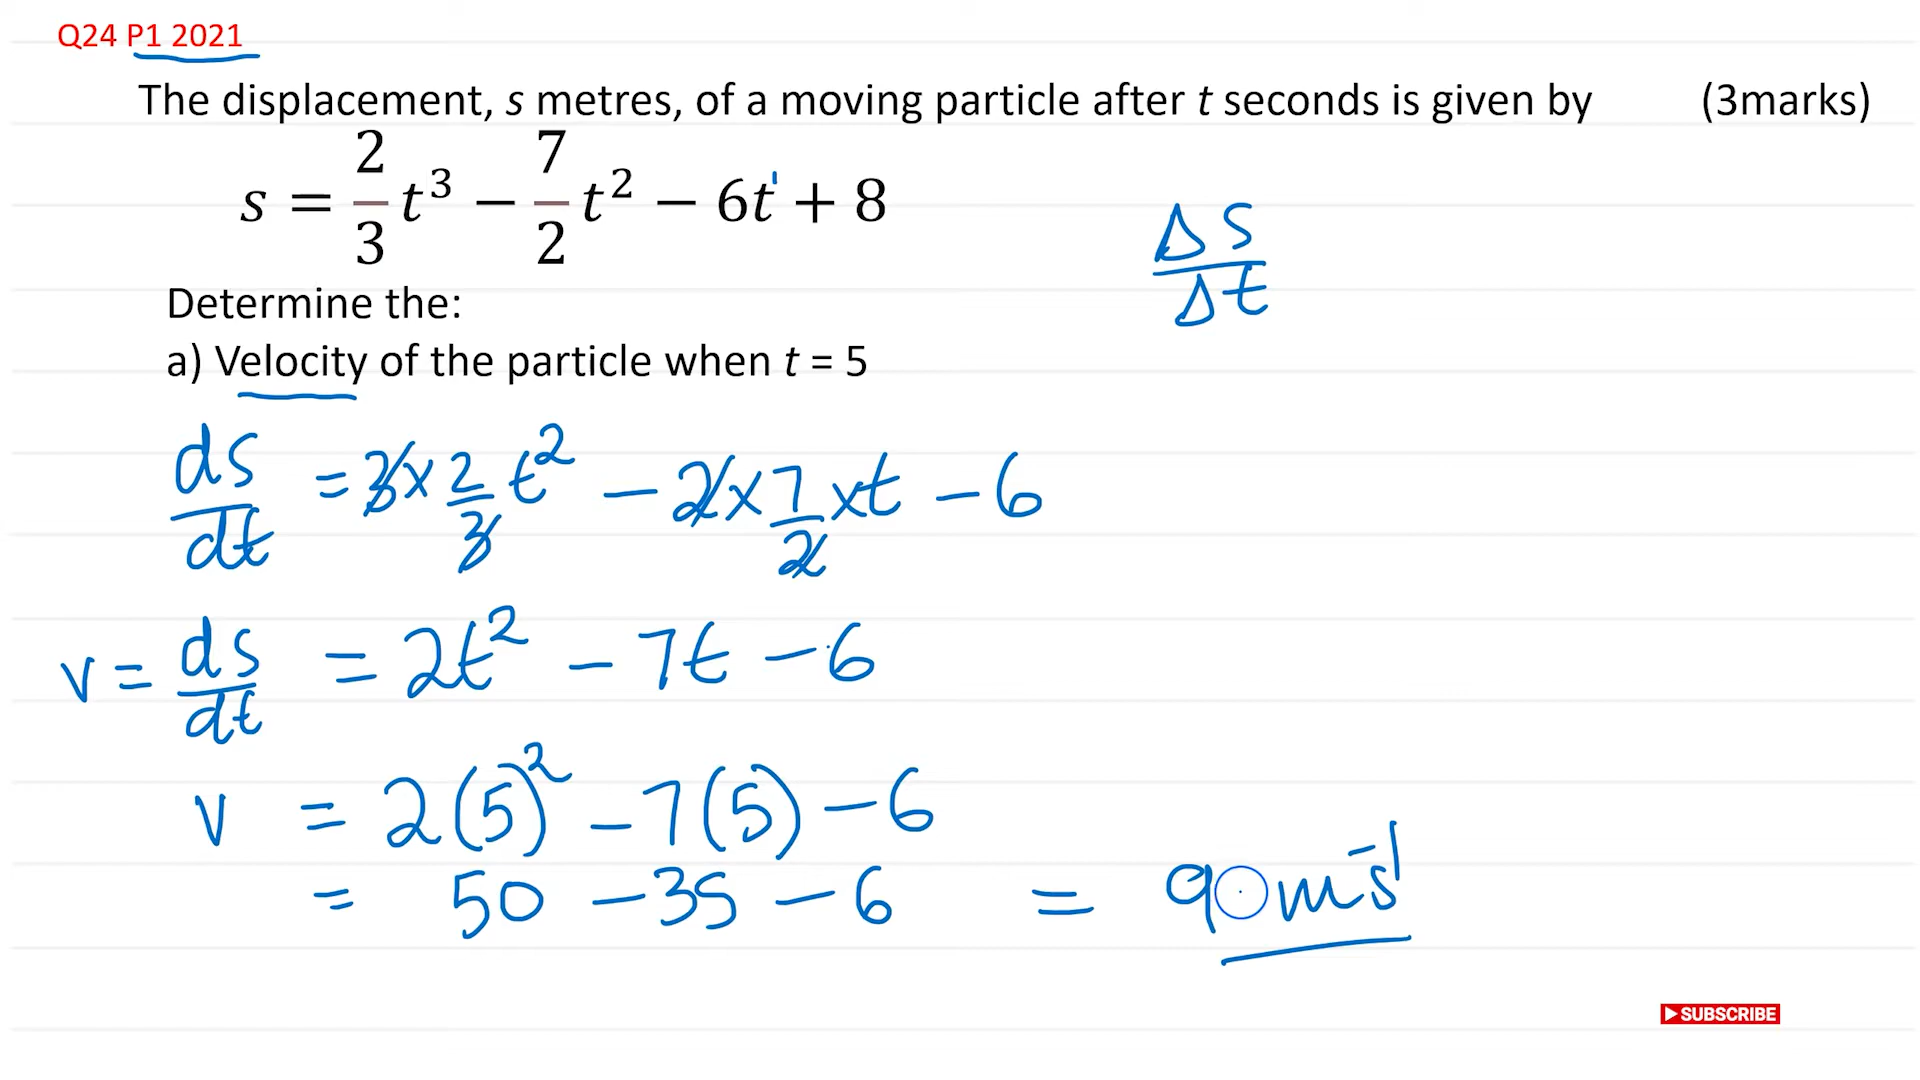 Q24 P1 2021
The displacement, s metres, of a moving particle after t seconds is given by (3marks)
s = 2/3 t³ − 7/2 t² − 6t¹ + 8
Δs/Δt
Determine the:
a) Velocity of the particle when t = 5
ds/dt = 3 × 2/3 t² − 2 × 7/2 × t − 6
v = ds/dt = 2t² − 7t − 6
v = 2(5)² − 7(5) − 6
= 50 − 35 − 6 = 9 ms⁻¹
SUBSCRIBE